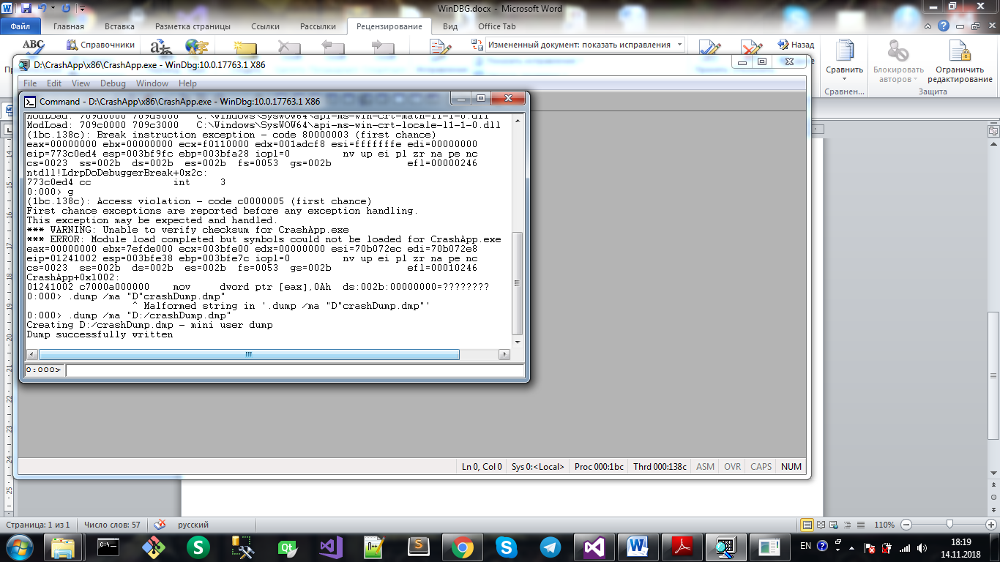 WinDBG.docx - Microsoft Word
Файл Главная Вставка Разметка страницы Ссылки Рассылки Рецензирование Вид Office Tab
ABC Справочники Измененный документ: показать исправления Назад
Сравнить Блокировать авторов Ограничить редактирование
Сравнен... Защита
D:\CrashApp\x86\CrashApp.exe - WinDbg:10.0.17763.1 X86
File Edit View Debug Window Help
Command - D:\CrashApp\x86\CrashApp.exe - WinDbg:10.0.17763.1 X86
ModLoad: 709d0000 709d5000 C:\Windows\SysWOW64\api-ms-win-crt-math-l1-1-0.dll
ModLoad: 709c0000 709c3000 C:\Windows\SysWOW64\api-ms-win-crt-locale-l1-1-0.dll
(1bc.138c): Break instruction exception - code 80000003 (first chance)
eax=00000000 ebx=00000000 ecx=f0110000 edx=001adcf8 esi=fffffffe edi=00000000
eip=773c0ed4 esp=003bf9fc ebp=003bfa28 iopl=0 nv up ei pl zr na pe nc
cs=0023 ss=002b ds=002b es=002b fs=0053 gs=002b efl=00000246
ntdll!LdrpDoDebuggerBreak+0x2c:
773c0ed4 cc int 3
0:000> g
(1bc.138c): Access violation - code c0000005 (first chance)
First chance exceptions are reported before any exception handling.
This exception may be expected and handled.
*** WARNING: Unable to verify checksum for CrashApp.exe
*** ERROR: Module load completed but symbols could not be loaded for CrashApp.exe
eax=00000000 ebx=7efde000 ecx=003bfe00 edx=00000000 esi=70b072ec edi=70b072e8
eip=01241002 esp=003bfe38 ebp=003bfe7c iopl=0 nv up ei pl zr na pe nc
cs=0023 ss=002b ds=002b es=002b fs=0053 gs=002b efl=00010246
CrashApp+0x1002:
01241002 c7000a000000 mov dword ptr [eax],0Ah ds:002b:00000000=????????
0:000> .dump /ma "D"crashDump.dmp"
^ Malformed string in '.dump /ma "D"crashDump.dmp"'
0:000> .dump /ma "D:/crashDump.dmp"
Creating D:/crashDump.dmp - mini user dump
Dump successfully written
0:000>
Ln 0, Col 0 Sys 0:<Local> Proc 000:1bc Thrd 000:138c ASM OVR CAPS NUM
Страница: 1 из 1 Число слов: 57 русский 110%
EN 18:19
14.11.2018